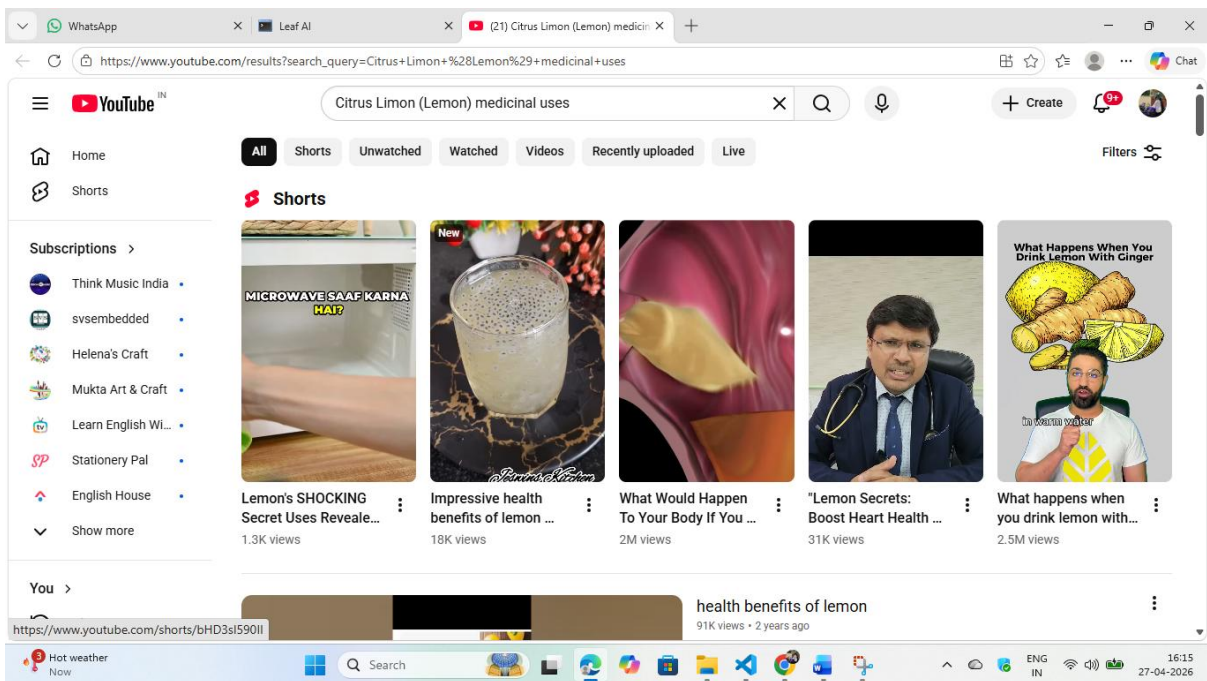 WhatsApp
Leaf AI
(21) Citrus Limon (Lemon) medicin
https://www.youtube.com/results?search_query=Citrus+Limon+%28Lemon%29+medicinal+uses
Chat
YouTube IN
Citrus Limon (Lemon) medicinal uses
Create
9+
Home
Shorts
All
Shorts
Unwatched
Watched
Videos
Recently uploaded
Live
Filters
Subscriptions
Think Music India
svsembedded
Helena's Craft
Mukta Art & Craft
Learn English Wi...
Stationery Pal
English House
Show more
You
Shorts
MICROWAVE SAAF KARNA
HAI?
Lemon's SHOCKING
Secret Uses Reveale...
1.3K views
New
Jesmins Kitchen
Impressive health
benefits of lemon ...
18K views
What Would Happen
To Your Body If You ...
2M views
"Lemon Secrets:
Boost Heart Health ...
31K views
What Happens When You
Drink Lemon With Ginger
in warm water
What happens when
you drink lemon with...
2.5M views
health benefits of lemon
91K views • 2 years ago
https://www.youtube.com/shorts/bHD3sI590II
3
Hot weather
Now
Search
ENG
IN
16:15
27-04-2026